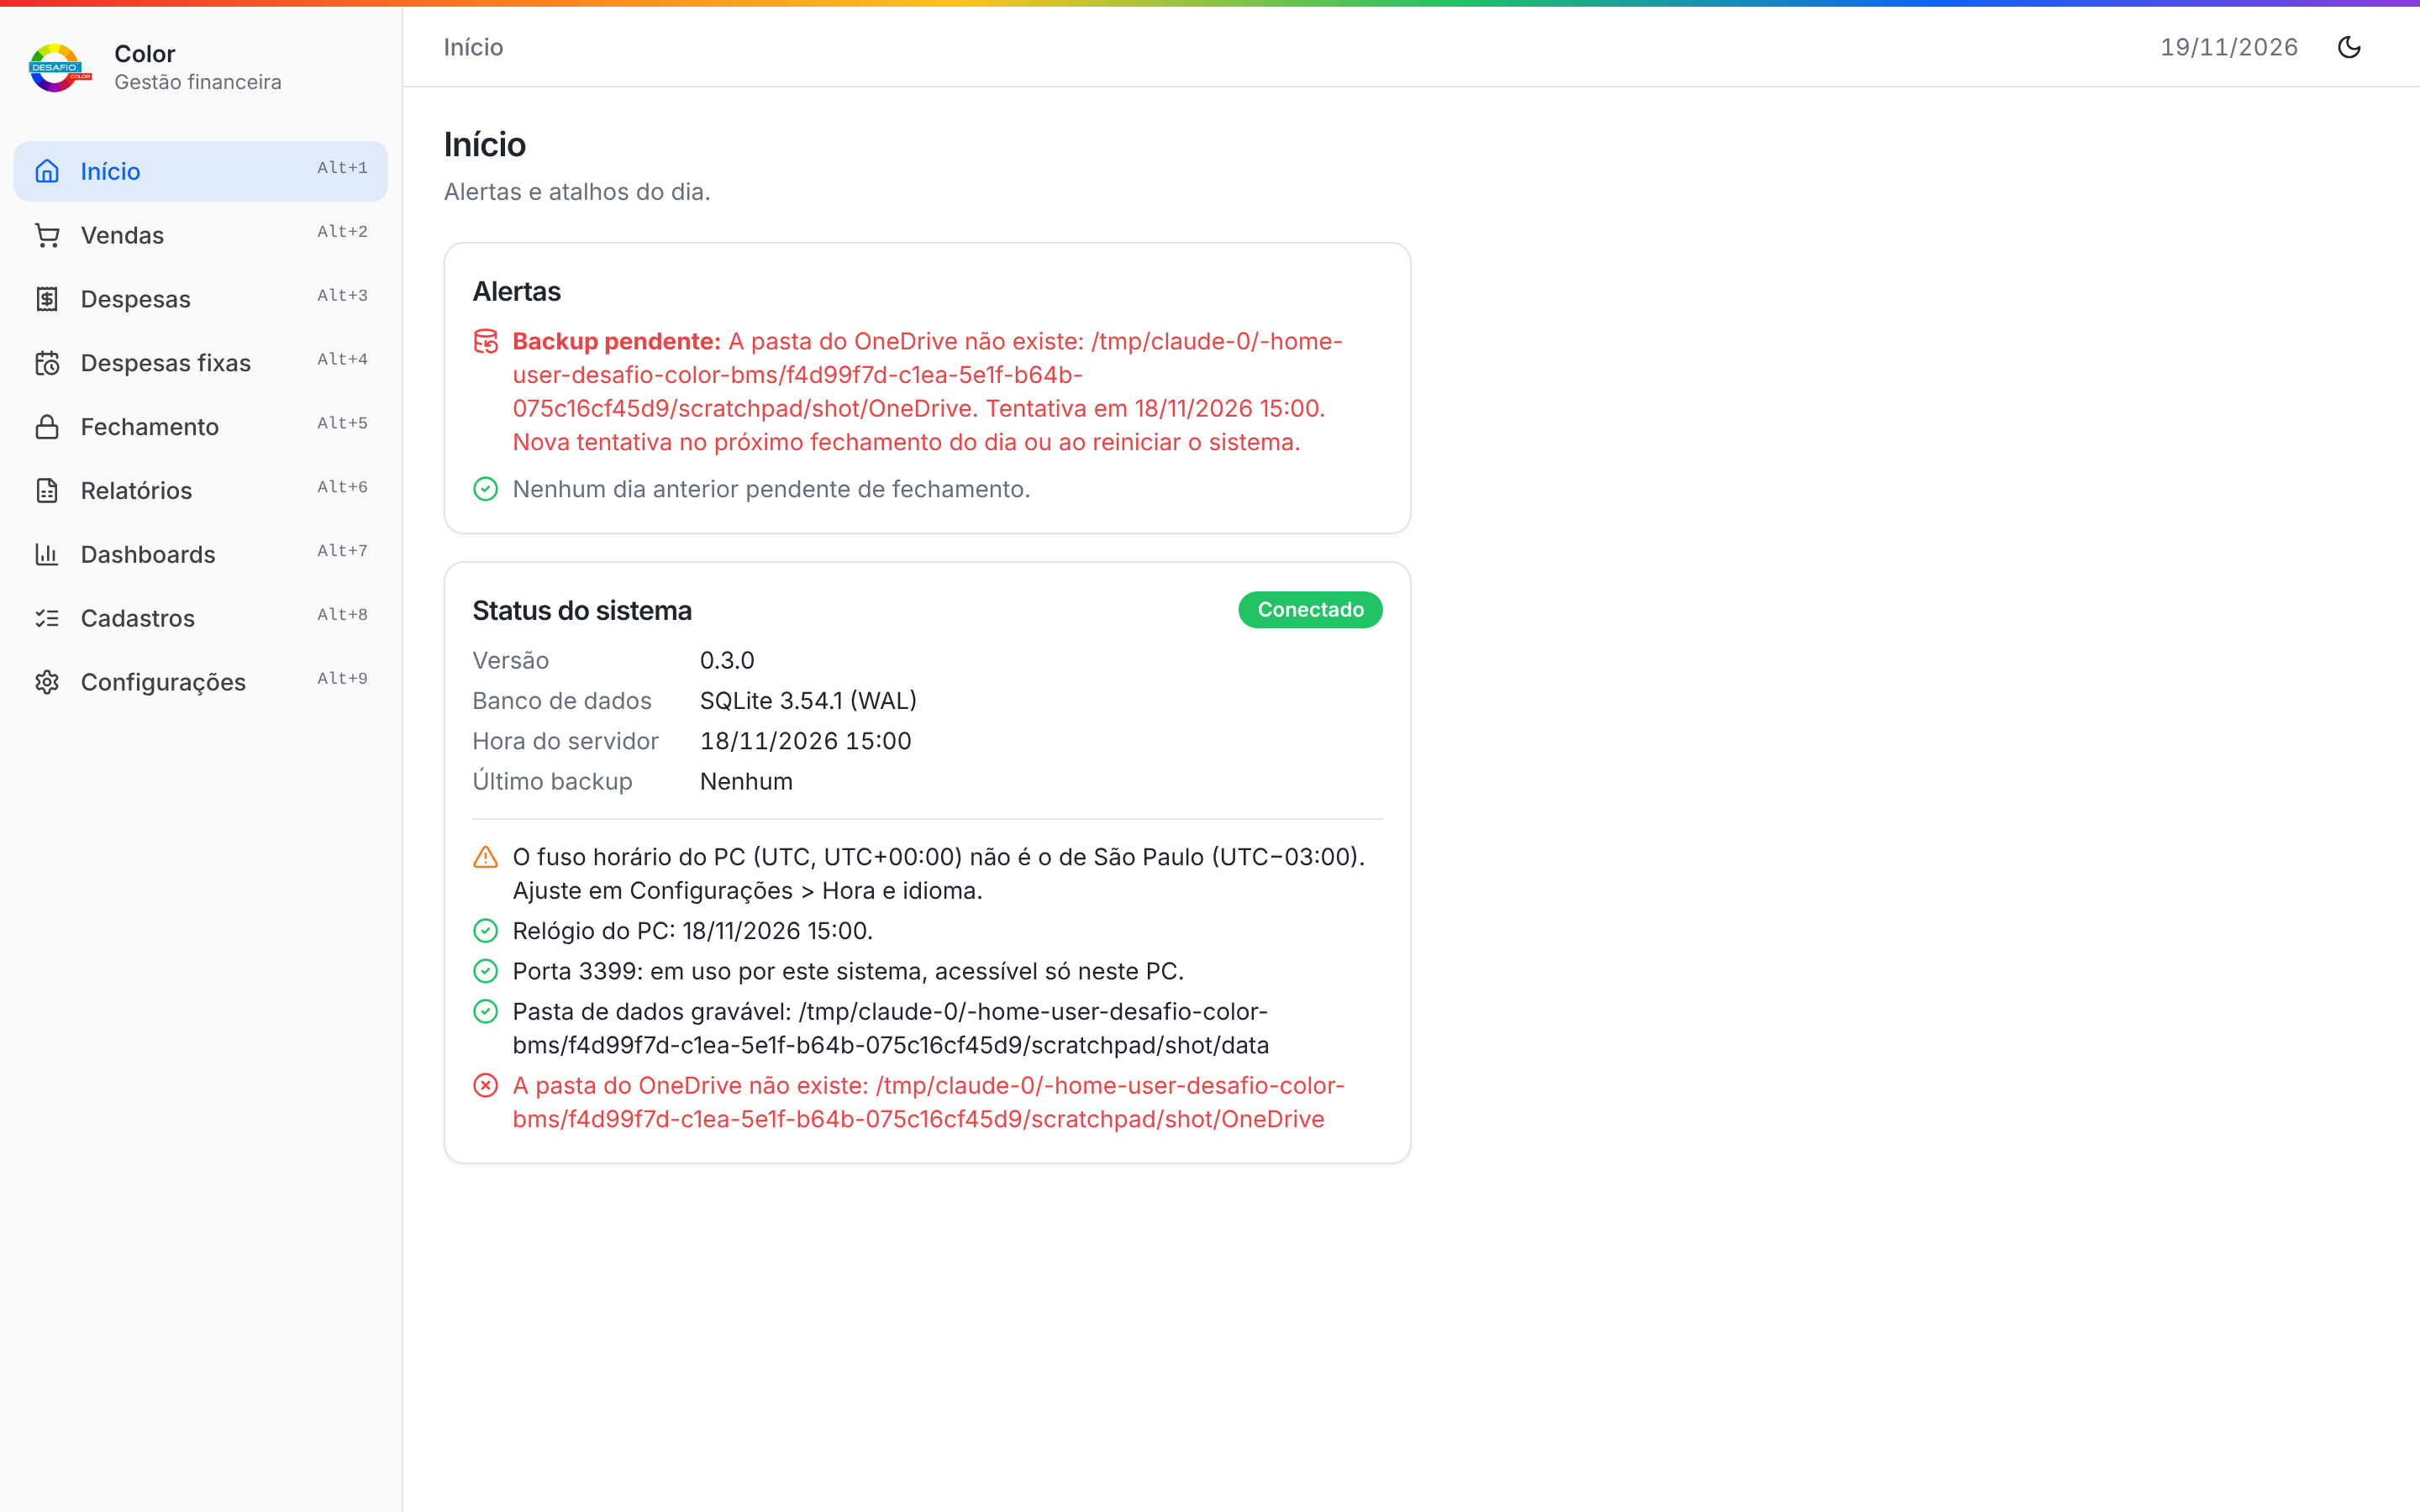 DESAFIO
COLOR
Color
Gestão financeira
Início Alt+1
Vendas Alt+2
Despesas Alt+3
Despesas fixas Alt+4
Fechamento Alt+5
Relatórios Alt+6
Dashboards Alt+7
Cadastros Alt+8
Configurações Alt+9
Início
19/11/2026
Início
Alertas e atalhos do dia.
Alertas
Backup pendente: A pasta do OneDrive não existe: /tmp/claude-0/-home-
user-desafio-color-bms/f4d99f7d-c1ea-5e1f-b64b-
075c16cf45d9/scratchpad/shot/OneDrive. Tentativa em 18/11/2026 15:00.
Nova tentativa no próximo fechamento do dia ou ao reiniciar o sistema.
Nenhum dia anterior pendente de fechamento.
Status do sistema
Conectado
Versão 0.3.0
Banco de dados SQLite 3.54.1 (WAL)
Hora do servidor 18/11/2026 15:00
Último backup Nenhum
O fuso horário do PC (UTC, UTC+00:00) não é o de São Paulo (UTC−03:00).
Ajuste em Configurações > Hora e idioma.
Relógio do PC: 18/11/2026 15:00.
Porta 3399: em uso por este sistema, acessível só neste PC.
Pasta de dados gravável: /tmp/claude-0/-home-user-desafio-color-
bms/f4d99f7d-c1ea-5e1f-b64b-075c16cf45d9/scratchpad/shot/data
A pasta do OneDrive não existe: /tmp/claude-0/-home-user-desafio-color-
bms/f4d99f7d-c1ea-5e1f-b64b-075c16cf45d9/scratchpad/shot/OneDrive